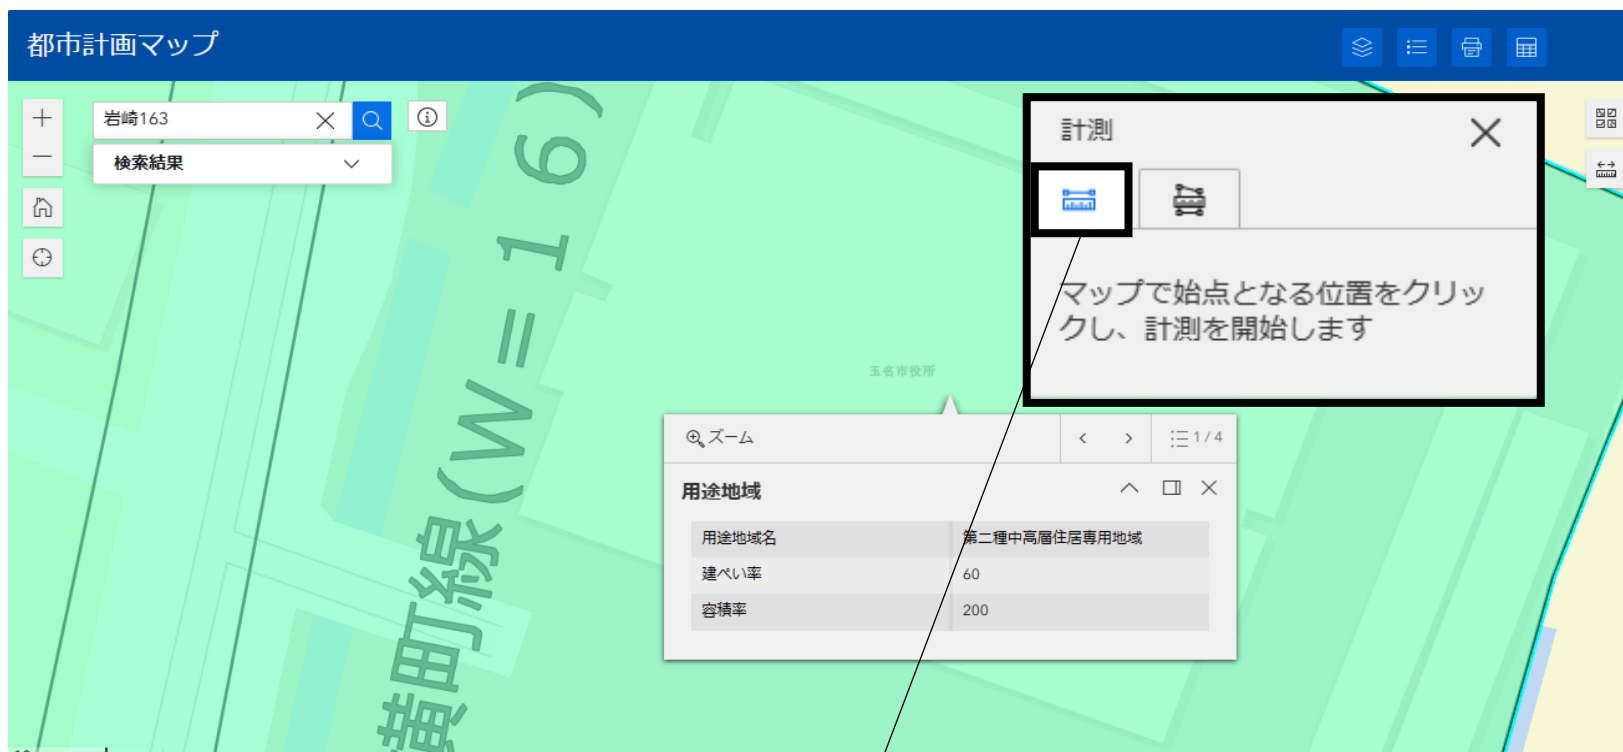 都市計画マップ
岩崎163
検索結果
計測
マップで始点となる位置をクリッ
クし、計測を開始します
横町線(W=16)
玉名市役所
ズーム
1 / 4
用途地域
用途地域名 第二種中高層住居専用地域
建ぺい率 60
容積率 200